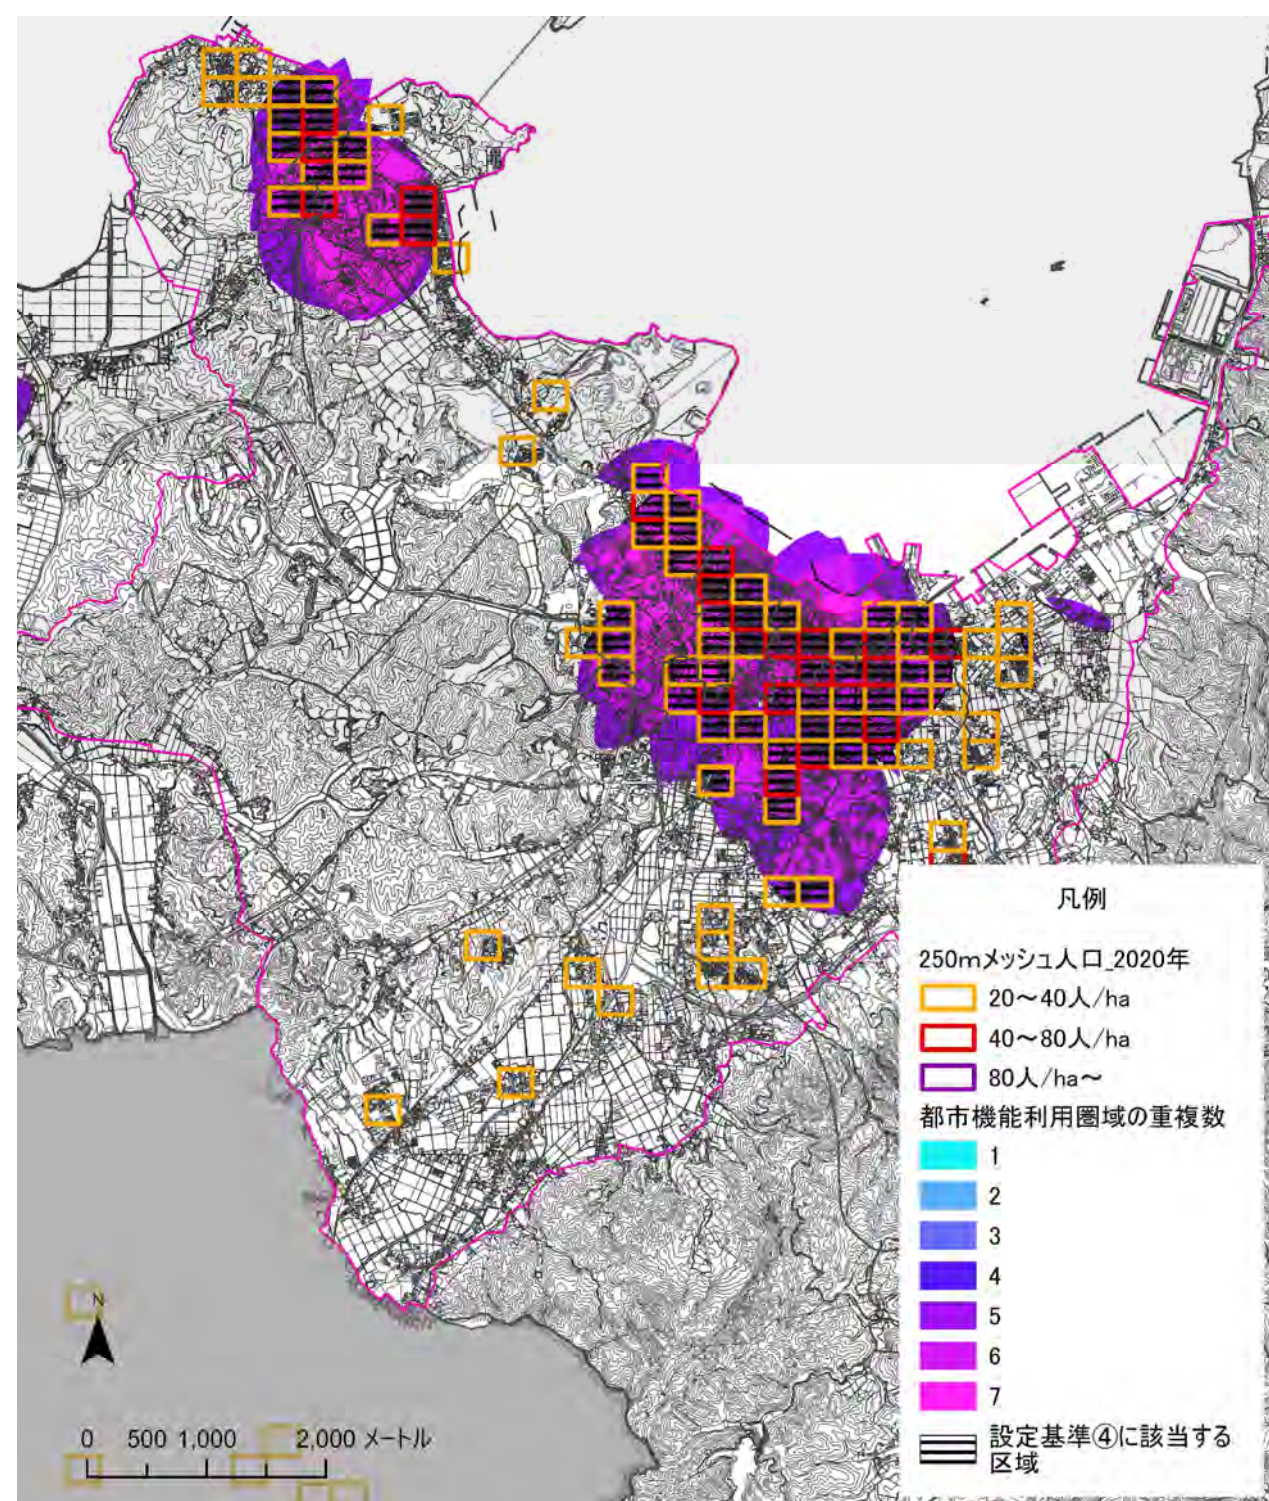 凡例
250mメッシュ人口_2020年
20～40人/ha
40～80人/ha
80人/ha～
都市機能利用圏域の重複数
1
2
3
4
5
6
7
設定基準④に該当する
区域
N
0 500 1,000 2,000 メートル